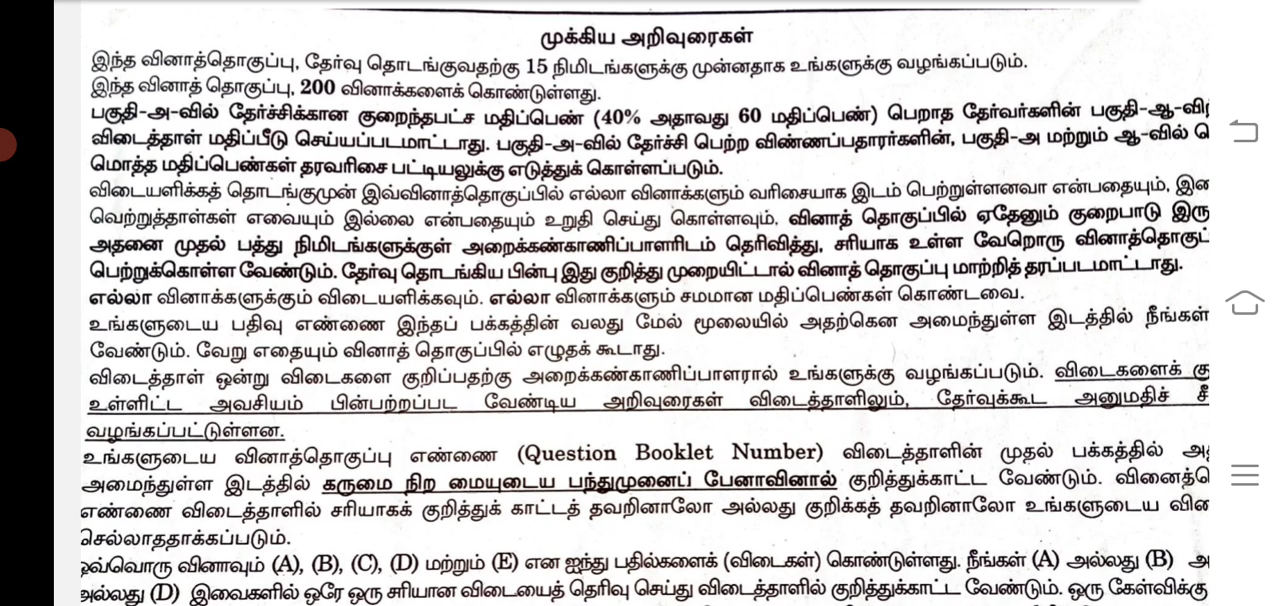 முக்கிய அறிவுரைகள்
இந்த வினாத்தொகுப்பு, தேர்வு தொடங்குவதற்கு 15 நிமிடங்களுக்கு முன்னதாக உங்களுக்கு வழங்கப்படும்.
இந்த வினாத் தொகுப்பு, 200 வினாக்களைக் கொண்டுள்ளது.
பகுதி-அ-வில் தேர்ச்சிக்கான குறைந்தபட்ச மதிப்பெண் (40% அதாவது 60 மதிப்பெண்) பெறாத தேர்வர்களின் பகுதி-ஆ-வி
விடைத்தாள் மதிப்பீடு செய்யப்படமாட்டாது. பகுதி-அ-வில் தேர்ச்சி பெற்ற விண்ணப்பதாரர்களின், பகுதி-அ மற்றும் ஆ-வில் பெ
மொத்த மதிப்பெண்கள் தரவரிசை பட்டியலுக்கு எடுத்துக் கொள்ளப்படும்.
விடையளிக்கத் தொடங்குமுன் இவ்வினாத்தொகுப்பில் எல்லா வினாக்களும் வரிசையாக இடம் பெற்றுள்ளனவா என்பதையும், இடை
வெற்றுத்தாள்கள் எவையும் இல்லை என்பதையும் உறுதி செய்து கொள்ளவும். வினாத் தொகுப்பில் ஏதேனும் குறைபாடு இரு
அதனை முதல் பத்து நிமிடங்களுக்குள் அறைக்கண்காணிப்பாளரிடம் தெரிவித்து, சரியாக உள்ள வேறொரு வினாத்தொகுப்
பெற்றுக்கொள்ள வேண்டும். தேர்வு தொடங்கிய பின்பு இது குறித்து முறையிட்டால் வினாத் தொகுப்பு மாற்றித் தரப்படமாட்டாது.
எல்லா வினாக்களுக்கும் விடையளிக்கவும். எல்லா வினாக்களும் சமமான மதிப்பெண்கள் கொண்டவை.
உங்களுடைய பதிவு எண்ணை இந்தப் பக்கத்தின் வலது மேல் மூலையில் அதற்கென அமைந்துள்ள இடத்தில் நீங்கள்
வேண்டும். வேறு எதையும் வினாத் தொகுப்பில் எழுதக் கூடாது.
விடைத்தாள் ஒன்று விடைகளை குறிப்பதற்கு அறைக்கண்காணிப்பாளரால் உங்களுக்கு வழங்கப்படும். விடைகளைக் கு
உள்ளிட்ட அவசியம் பின்பற்றப்பட வேண்டிய அறிவுரைகள் விடைத்தாளிலும், தேர்வுக்கூட அனுமதிச் சீ
வழங்கப்பட்டுள்ளன.
உங்களுடைய வினாத்தொகுப்பு எண்ணை (Question Booklet Number) விடைத்தாளின் முதல் பக்கத்தில் அ
அமைந்துள்ள இடத்தில் கருமை நிற மையுடைய பந்துமுனைப் பேனாவினால் குறித்துக்காட்ட வேண்டும். வினைத்தெ
எண்ணை விடைத்தாளில் சரியாகக் குறித்துக் காட்டத் தவறினாலோ அல்லது குறிக்கத் தவறினாலோ உங்களுடைய வின
செல்லாததாக்கப்படும்.
ஒவ்வொரு வினாவும் (A), (B), (C), (D) மற்றும் (E) என ஐந்து பதில்களைக் (விடைகள்) கொண்டுள்ளது. நீங்கள் (A) அல்லது (B) அ
அல்லது (D) இவைகளில் ஒரே ஒரு சரியான விடையைத் தெரிவு செய்து விடைத்தாளில் குறித்துக்காட்ட வேண்டும். ஒரு கேள்விக்கு